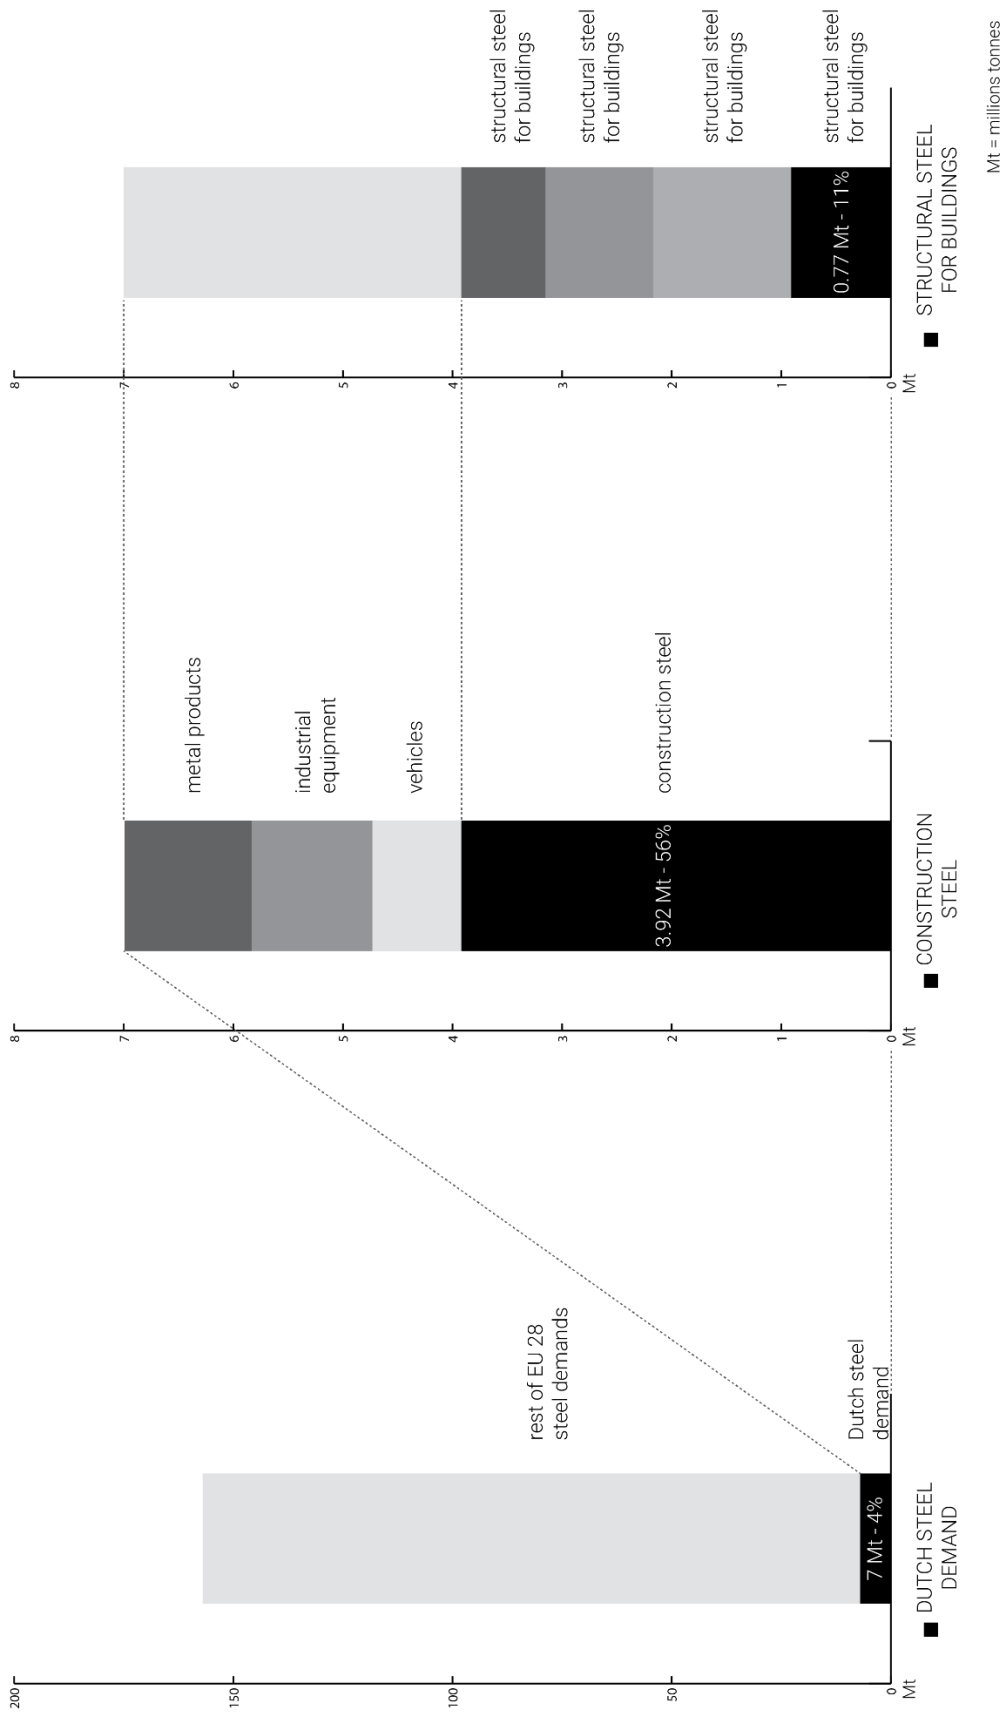 200
150
100
50
0
Mt
rest of EU 28
steel demands
Dutch steel
demand
7 Mt - 4%
DUTCH STEEL
DEMAND
8
7
6
5
4
3
2
1
0
Mt
metal products
industrial
equipment
vehicles
construction steel
3.92 Mt - 56%
CONSTRUCTION
STEEL
8
7
6
5
4
3
2
1
0
Mt
structural steel
for buildings
structural steel
for buildings
structural steel
for buildings
structural steel
for buildings
0.77 Mt - 11%
STRUCTURAL STEEL
FOR BUILDINGS
Mt = millions tonnes